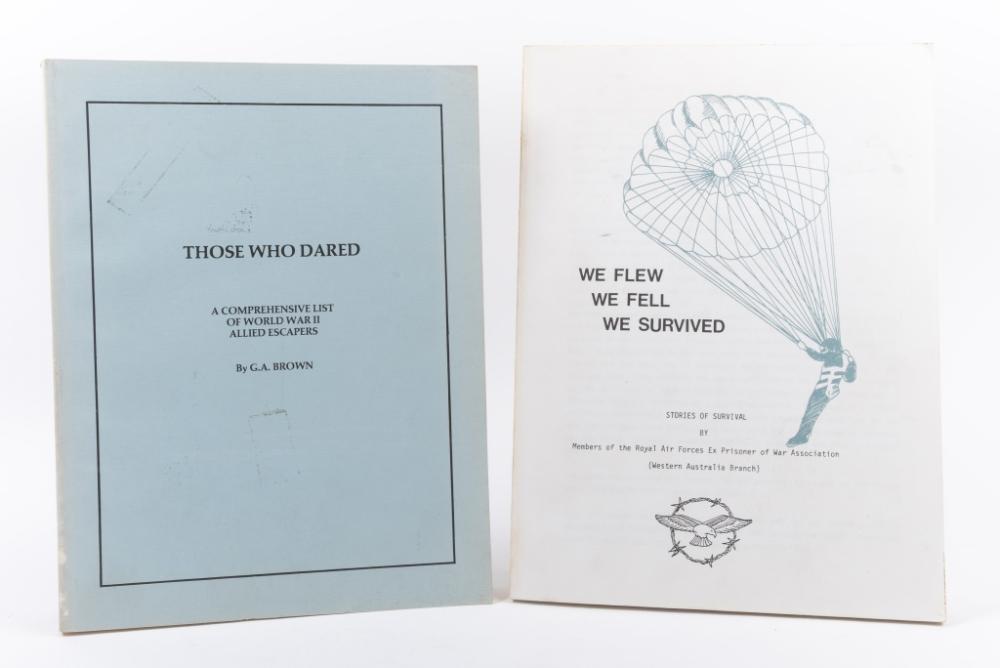 THOSE WHO DARED
A COMPREHENSIVE LIST
OF WORLD WAR II
ALLIED ESCAPERS
By G.A. BROWN
WE FLEW
WE FELL
WE SURVIVED
STORIES OF SURVIVAL
BY
Members of the Royal Air Forces Ex Prisoner of War Association
(Western Australia Branch)